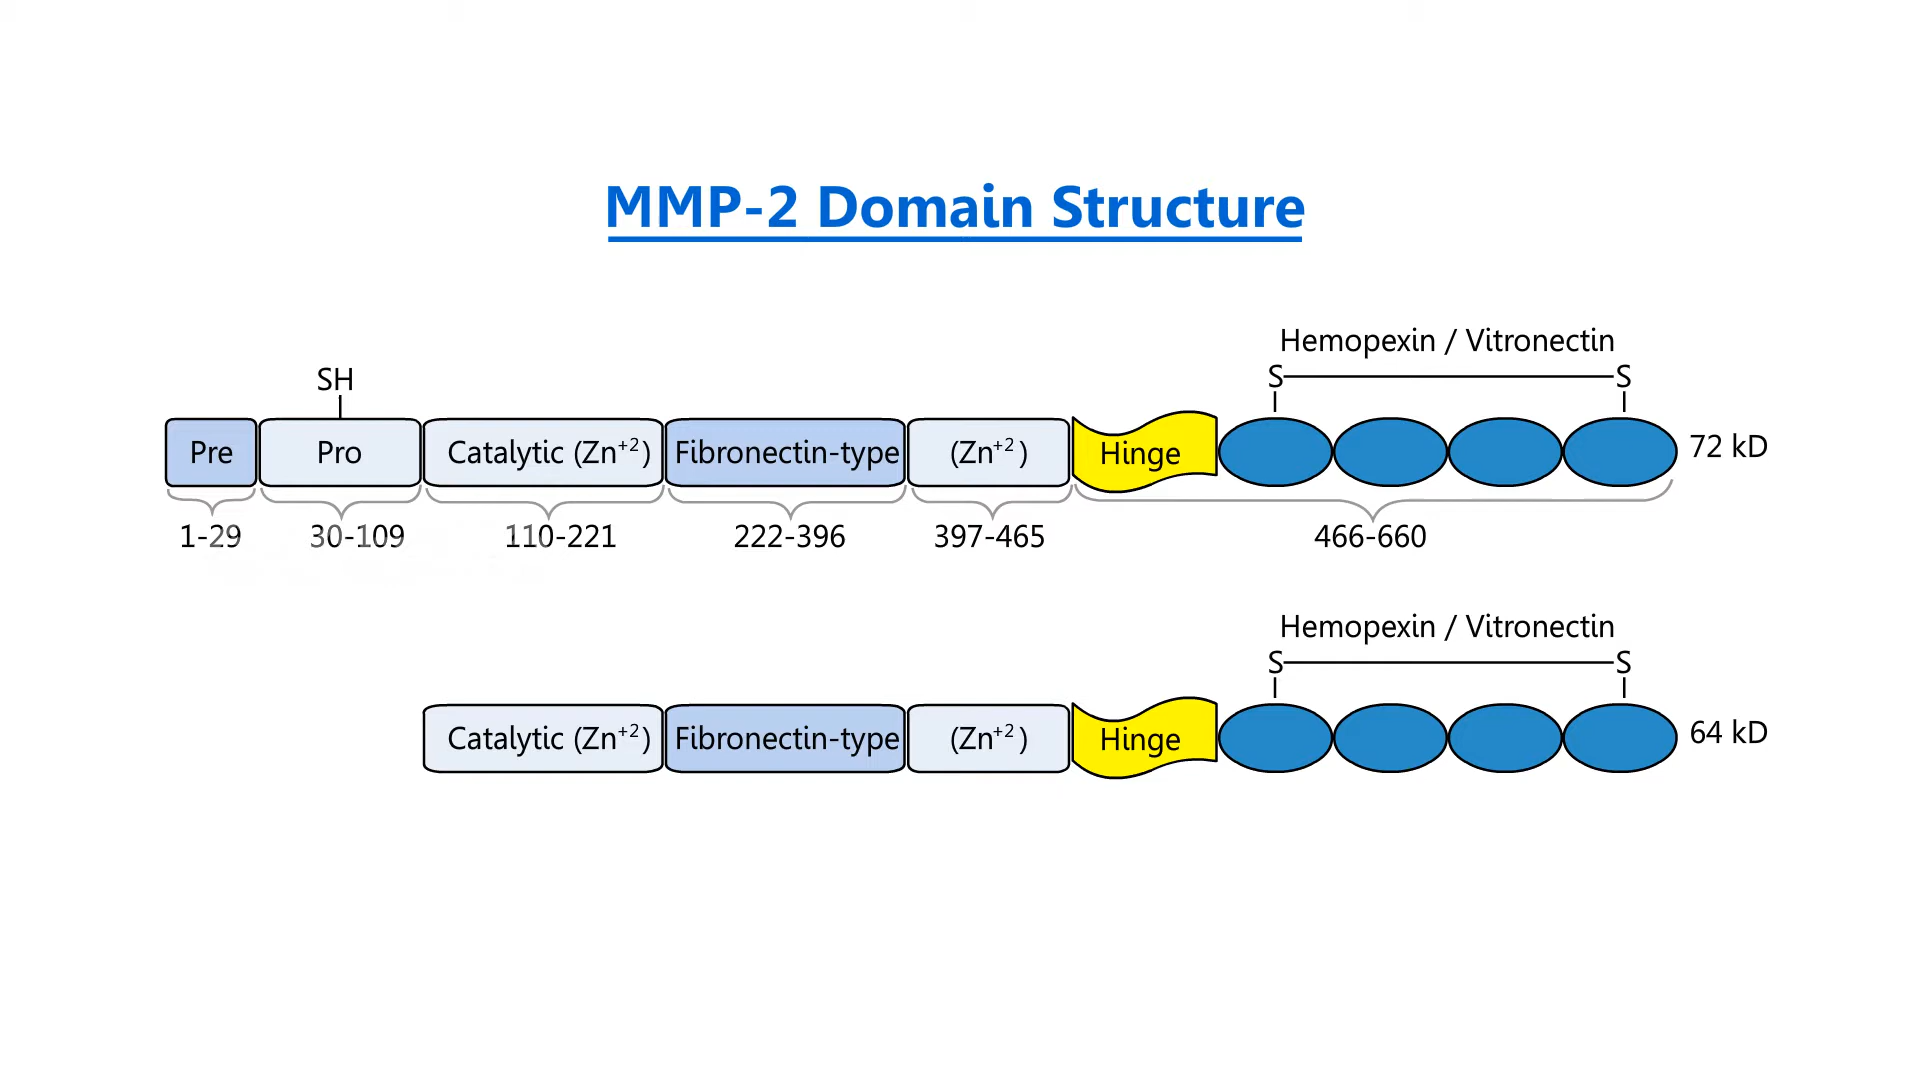 MMP-2 Domain Structure
Hemopexin / Vitronectin
S S
SH
Pre Pro Catalytic (Zn⁺²) Fibronectin-type (Zn⁺²) Hinge 72 kD
1-29 30-109 110-221 222-396 397-465 466-660
Hemopexin / Vitronectin
S S
Catalytic (Zn⁺²) Fibronectin-type (Zn⁺²) Hinge 64 kD